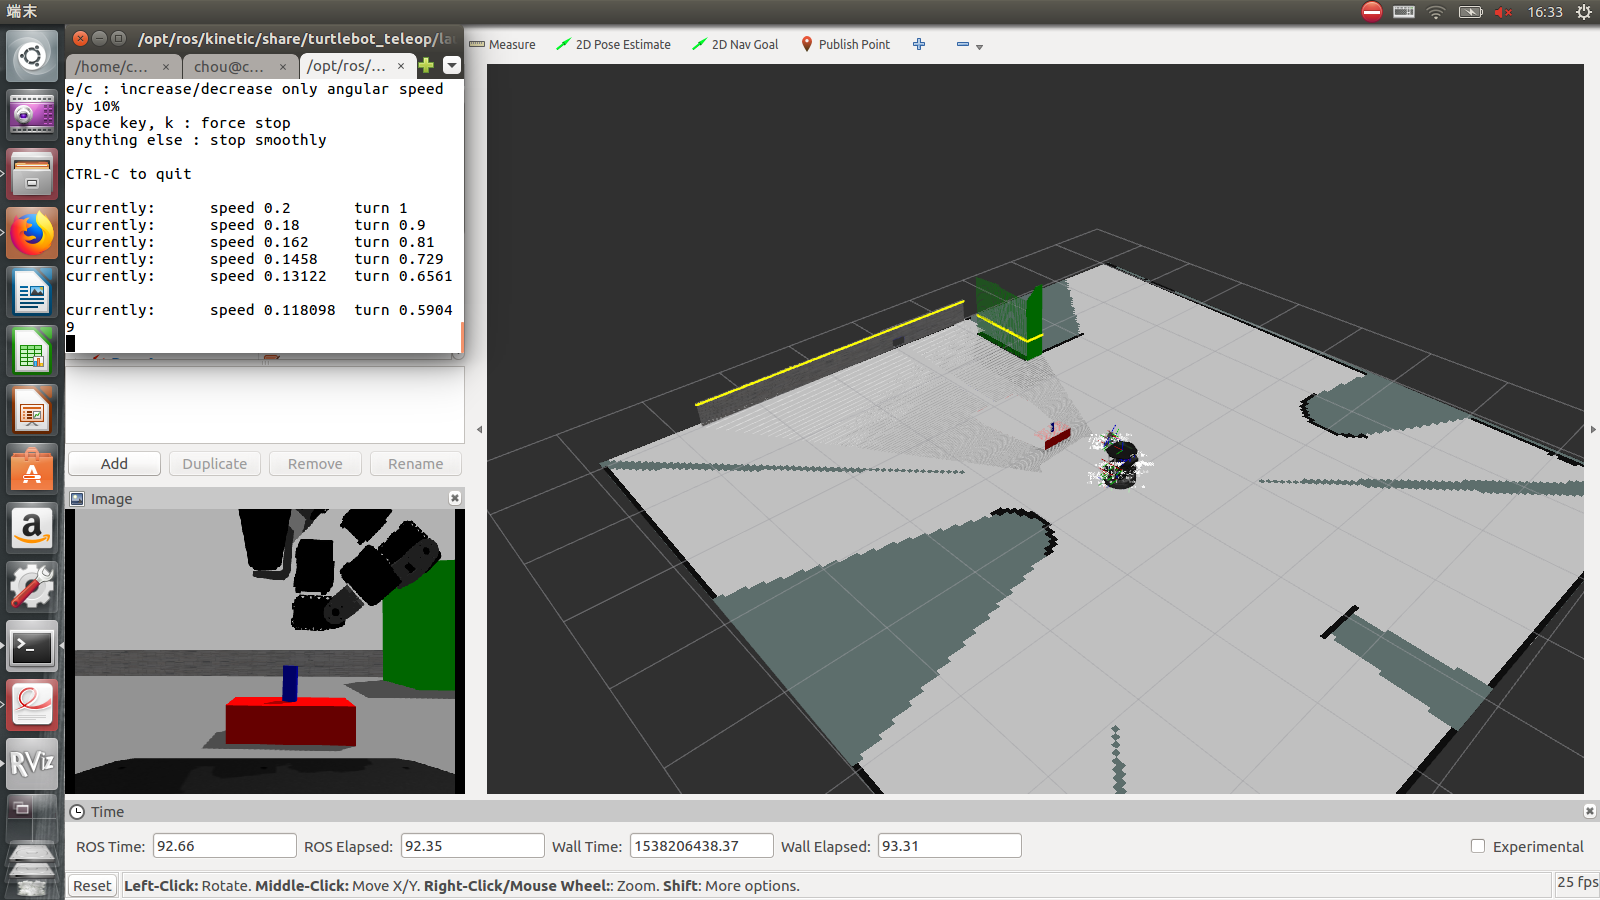 端末
16:33
/opt/ros/kinetic/share/turtlebot_teleop/la
/home/c... × chou@c... × /opt/ros/... ×
e/c : increase/decrease only angular speed
by 10%
space key, k : force stop
anything else : stop smoothly
CTRL-C to quit
currently: speed 0.2 turn 1
currently: speed 0.18 turn 0.9
currently: speed 0.162 turn 0.81
currently: speed 0.1458 turn 0.729
currently: speed 0.13122 turn 0.6561
currently: speed 0.118098 turn 0.5904
9
Measure 2D Pose Estimate 2D Nav Goal Publish Point
Add Duplicate Remove Rename
Image
a
RViz
Time
ROS Time: 92.66 ROS Elapsed: 92.35 Wall Time: 1538206438.37 Wall Elapsed: 93.31 Experimental
Reset Left-Click: Rotate. Middle-Click: Move X/Y. Right-Click/Mouse Wheel:: Zoom. Shift: More options. 25 fps